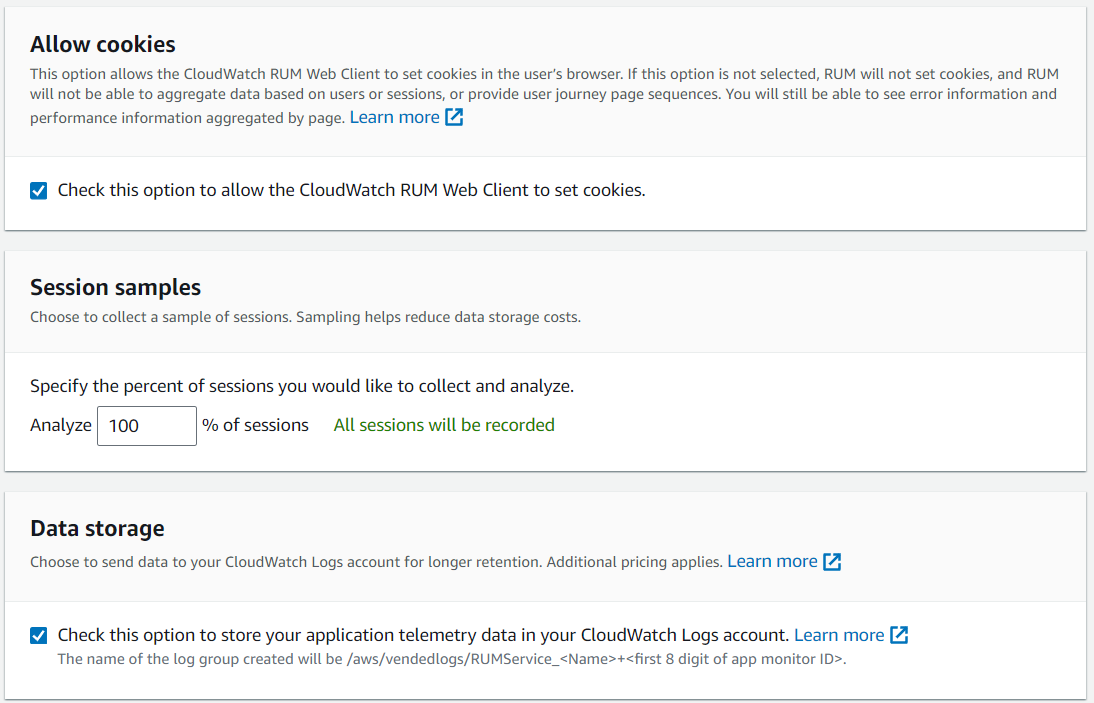 Allow cookies
This option allows the CloudWatch RUM Web Client to set cookies in the user’s browser. If this option is not selected, RUM will not set cookies, and RUM
will not be able to aggregate data based on users or sessions, or provide user journey page sequences. You will still be able to see error information and
performance information aggregated by page. Learn more
Check this option to allow the CloudWatch RUM Web Client to set cookies.
Session samples
Choose to collect a sample of sessions. Sampling helps reduce data storage costs.
Specify the percent of sessions you would like to collect and analyze.
Analyze 100 % of sessions All sessions will be recorded
Data storage
Choose to send data to your CloudWatch Logs account for longer retention. Additional pricing applies. Learn more
Check this option to store your application telemetry data in your CloudWatch Logs account. Learn more
The name of the log group created will be /aws/vendedlogs/RUMService_<Name>+<first 8 digit of app monitor ID>.